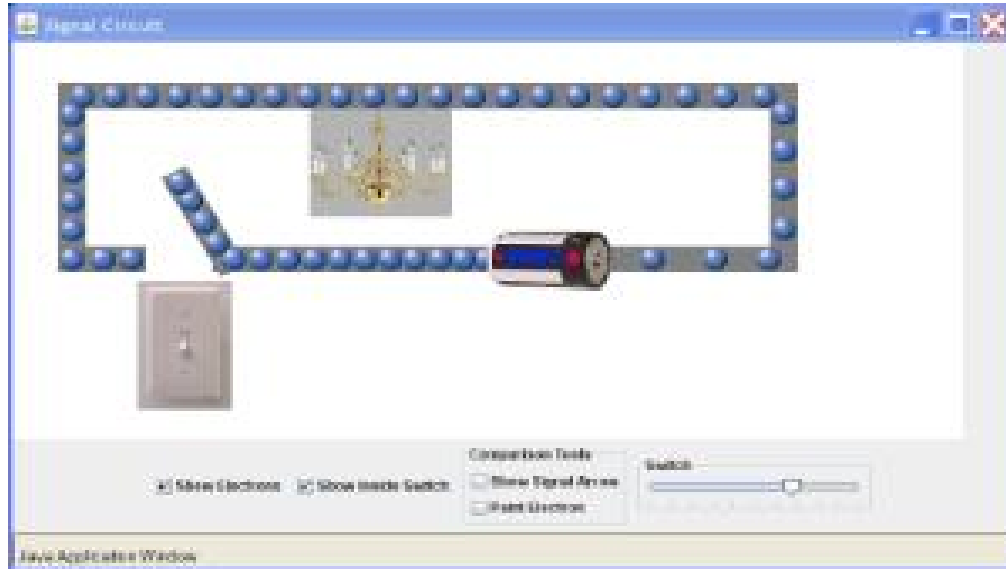 Signal Circuit
Show Electrons
Show Inside Switch
Comparison Tools
Show Signal Arrow
Paint Electron
Switch
Java Application Window